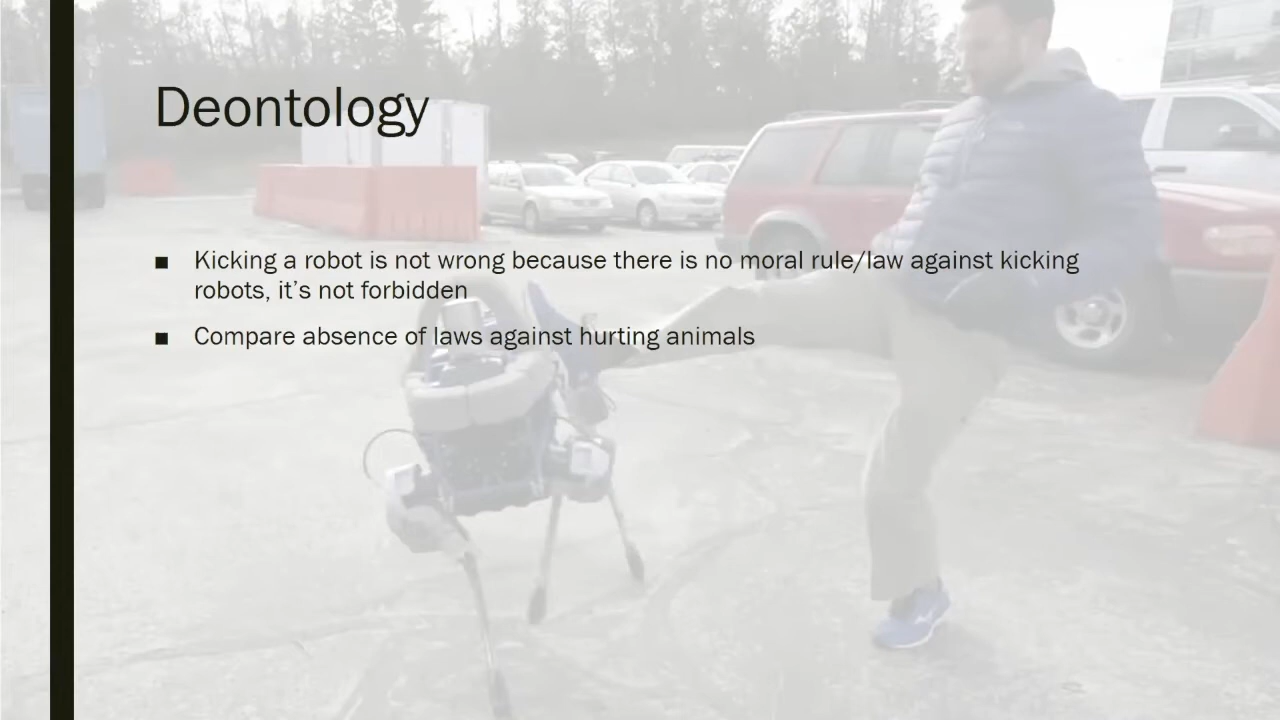 Deontology
■ Kicking a robot is not wrong because there is no moral rule/law against kicking
robots, it's not forbidden
■ Compare absence of laws against hurting animals